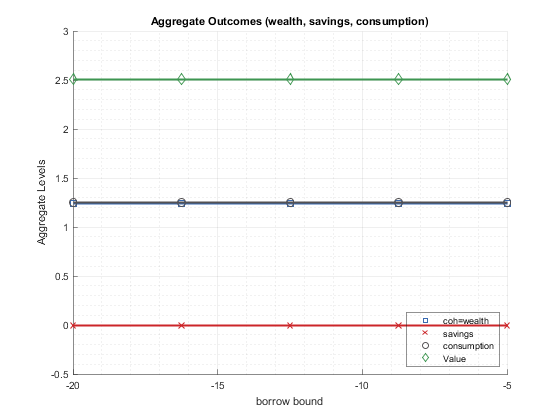 Aggregate Outcomes (wealth, savings, consumption)
3
2.5
2
1.5
1
0.5
0
-0.5
Aggregate Levels
-20
-15
-10
-5
borrow bound
coh=wealth
savings
consumption
Value